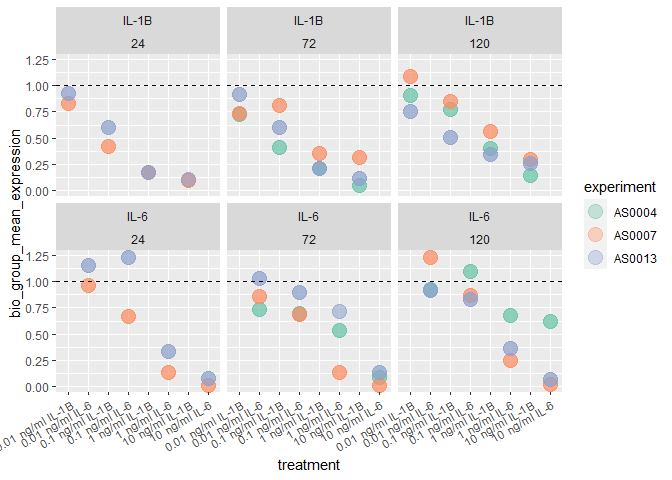 IL-1B
24
IL-1B
72
IL-1B
120
1.25
1.00
0.75
0.50
0.25
0.00
IL-6
24
IL-6
72
IL-6
120
1.25
1.00
0.75
0.50
0.25
0.00
bio_group_mean_expression
0.01 ng/ml IL-1B
0.01 ng/ml IL-6
0.1 ng/ml IL-1B
0.1 ng/ml IL-6
1 ng/ml IL-1B
1 ng/ml IL-6
10 ng/ml IL-1B
10 ng/ml IL-6
0.01 ng/ml IL-1B
0.01 ng/ml IL-6
0.1 ng/ml IL-1B
0.1 ng/ml IL-6
1 ng/ml IL-1B
1 ng/ml IL-6
10 ng/ml IL-1B
10 ng/ml IL-6
0.01 ng/ml IL-1B
0.01 ng/ml IL-6
0.1 ng/ml IL-1B
0.1 ng/ml IL-6
1 ng/ml IL-1B
1 ng/ml IL-6
10 ng/ml IL-1B
10 ng/ml IL-6
treatment
experiment
AS0004
AS0007
AS0013